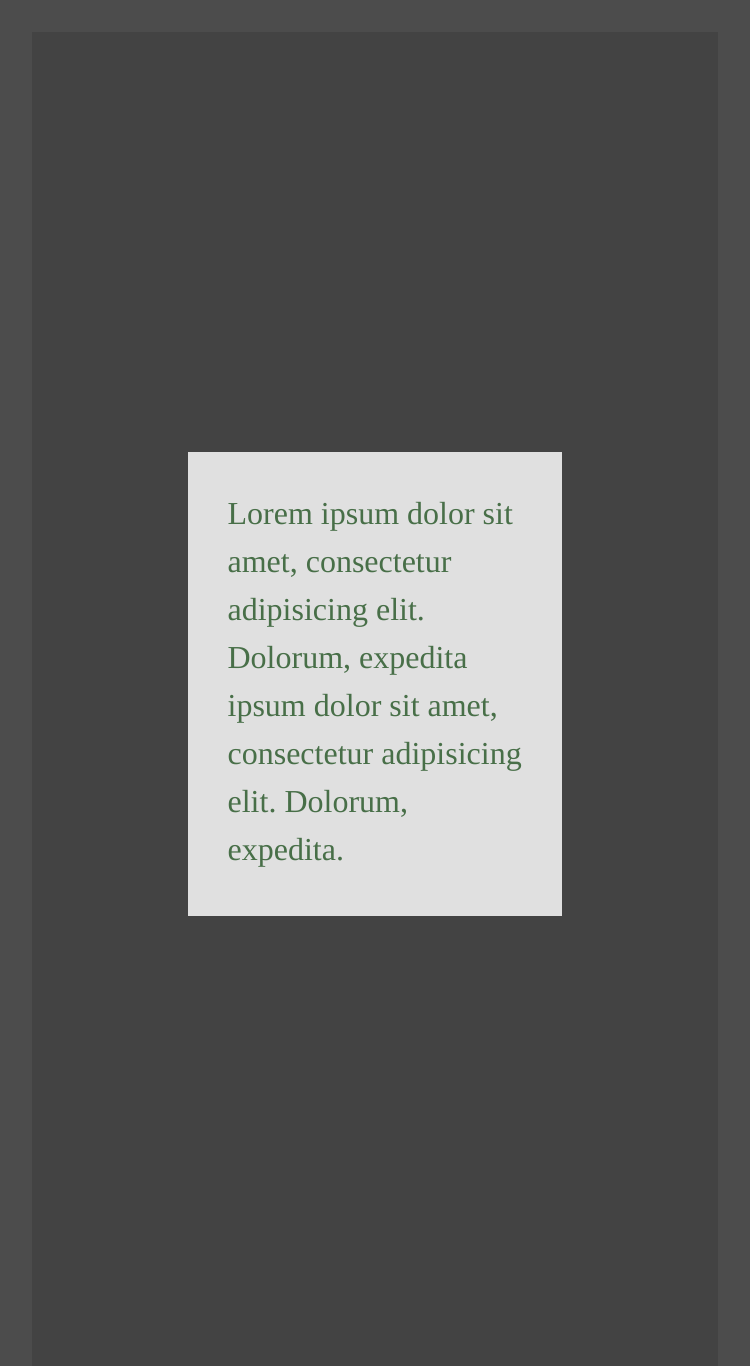 Lorem ipsum dolor sit
amet, consectetur
adipisicing elit.
Dolorum, expedita
ipsum dolor sit amet,
consectetur adipisicing
elit. Dolorum,
expedita.